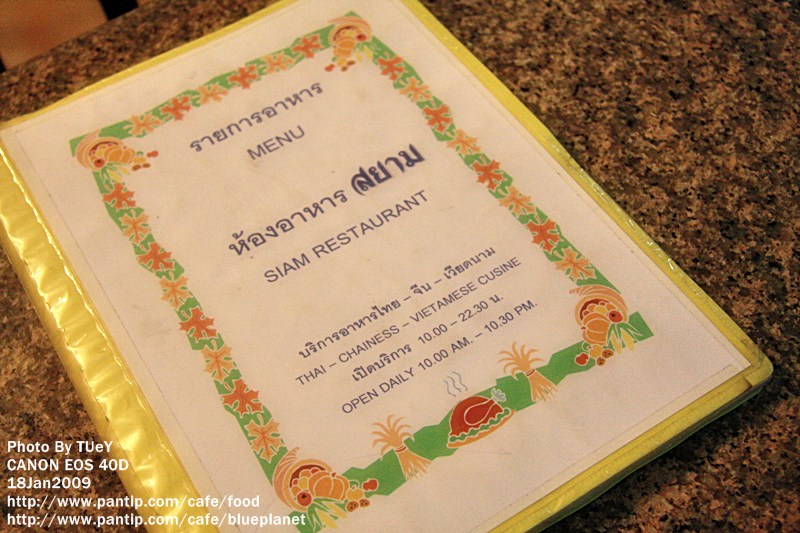 รายการอาหาร
MENU
ห้องอาหาร สยาม
SIAM RESTAURANT
บริการอาหารไทย – จีน – เวียดนาม
THAI – CHAINESS – VIETAMESE CUSINE
เปิดบริการ 10.00 – 22.30 น.
OPEN DAILY 10.00 AM. – 10.30 PM.
Photo By TUeY
CANON EOS 40D
18Jan2009
http://www.pantip.com/cafe/food
http://www.pantip.com/cafe/blueplanet